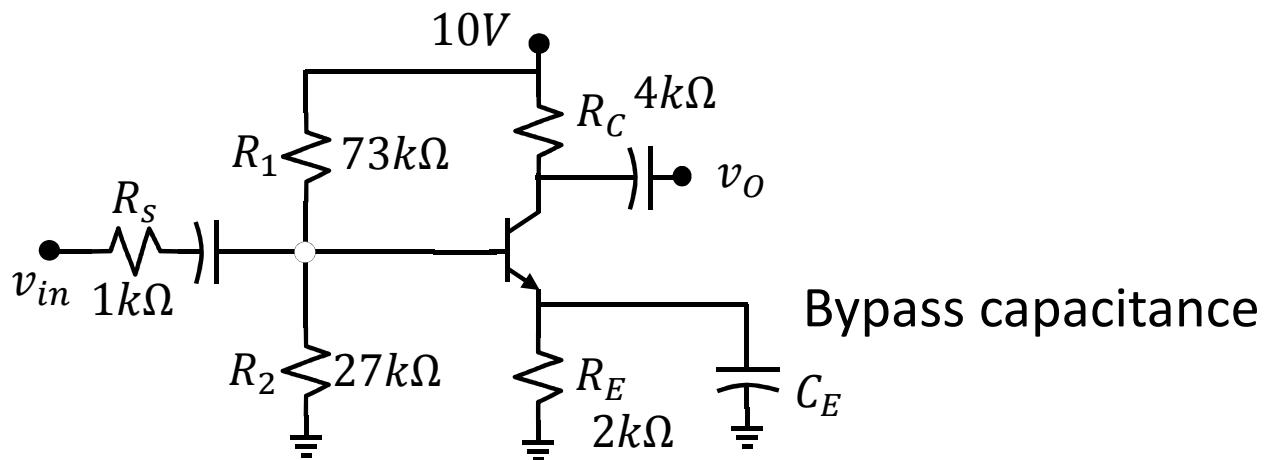 10V
R_C 4kΩ
R_1 73kΩ
v_O
R_s
v_in 1kΩ
Bypass capacitance
R_2 27kΩ
R_E 2kΩ
C_E